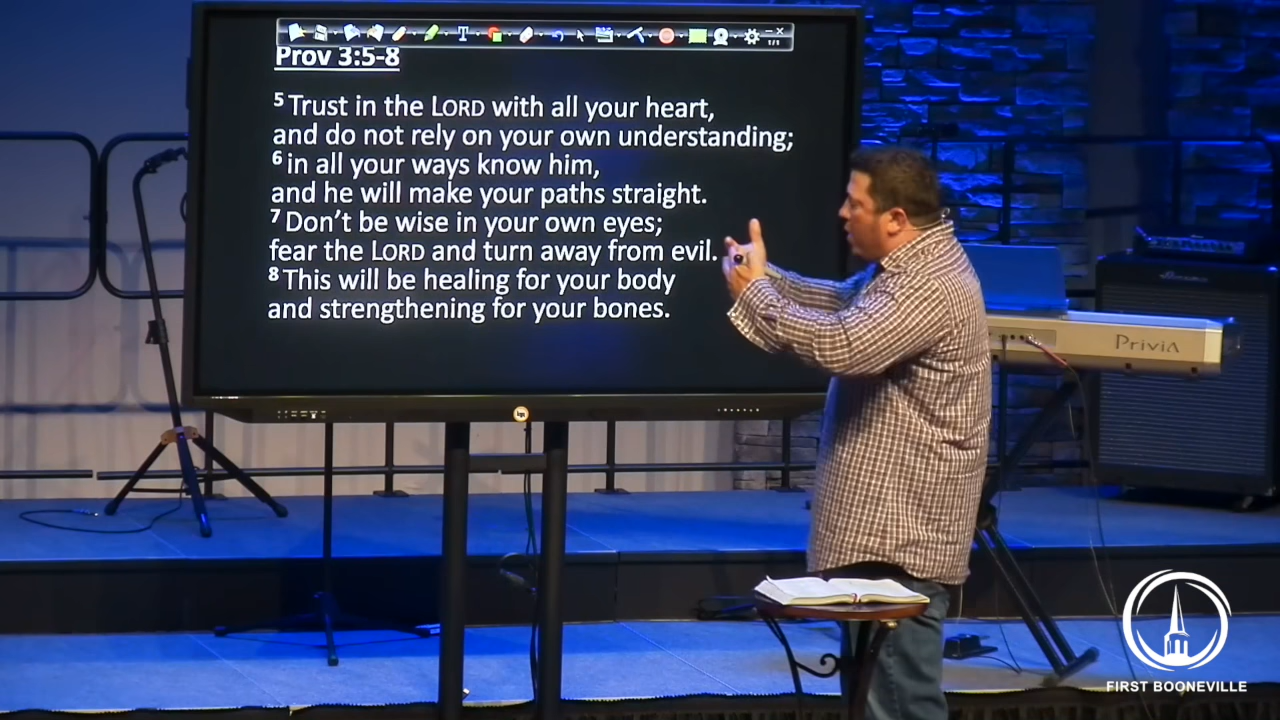 Prov 3:5-8
5 Trust in the LORD with all your heart,
and do not rely on your own understanding;
6 in all your ways know him,
and he will make your paths straight.
7 Don't be wise in your own eyes;
fear the LORD and turn away from evil.
8 This will be healing for your body
and strengthening for your bones.
1/1
Privia
FIRST BOONEVILLE